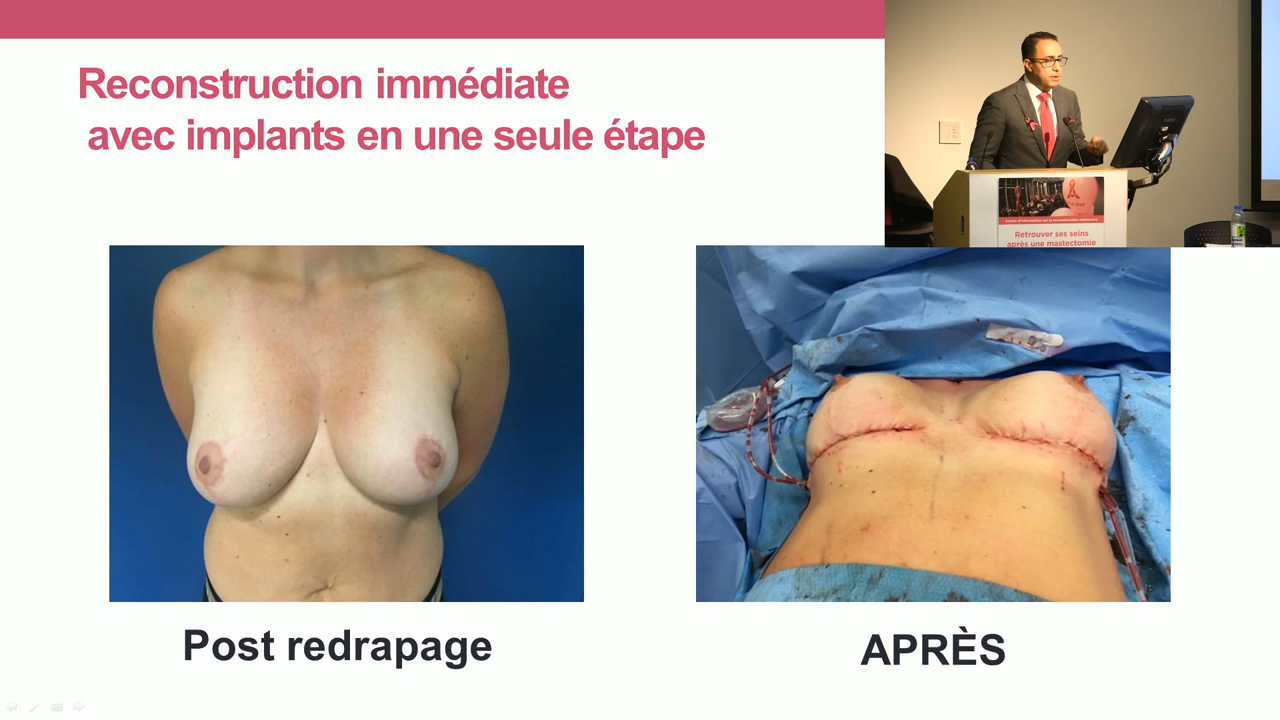 Reconstruction immédiate
avec implants en une seule étape
Retrouver ses seins
après une mastectomie
Post redrapage
APRÈS